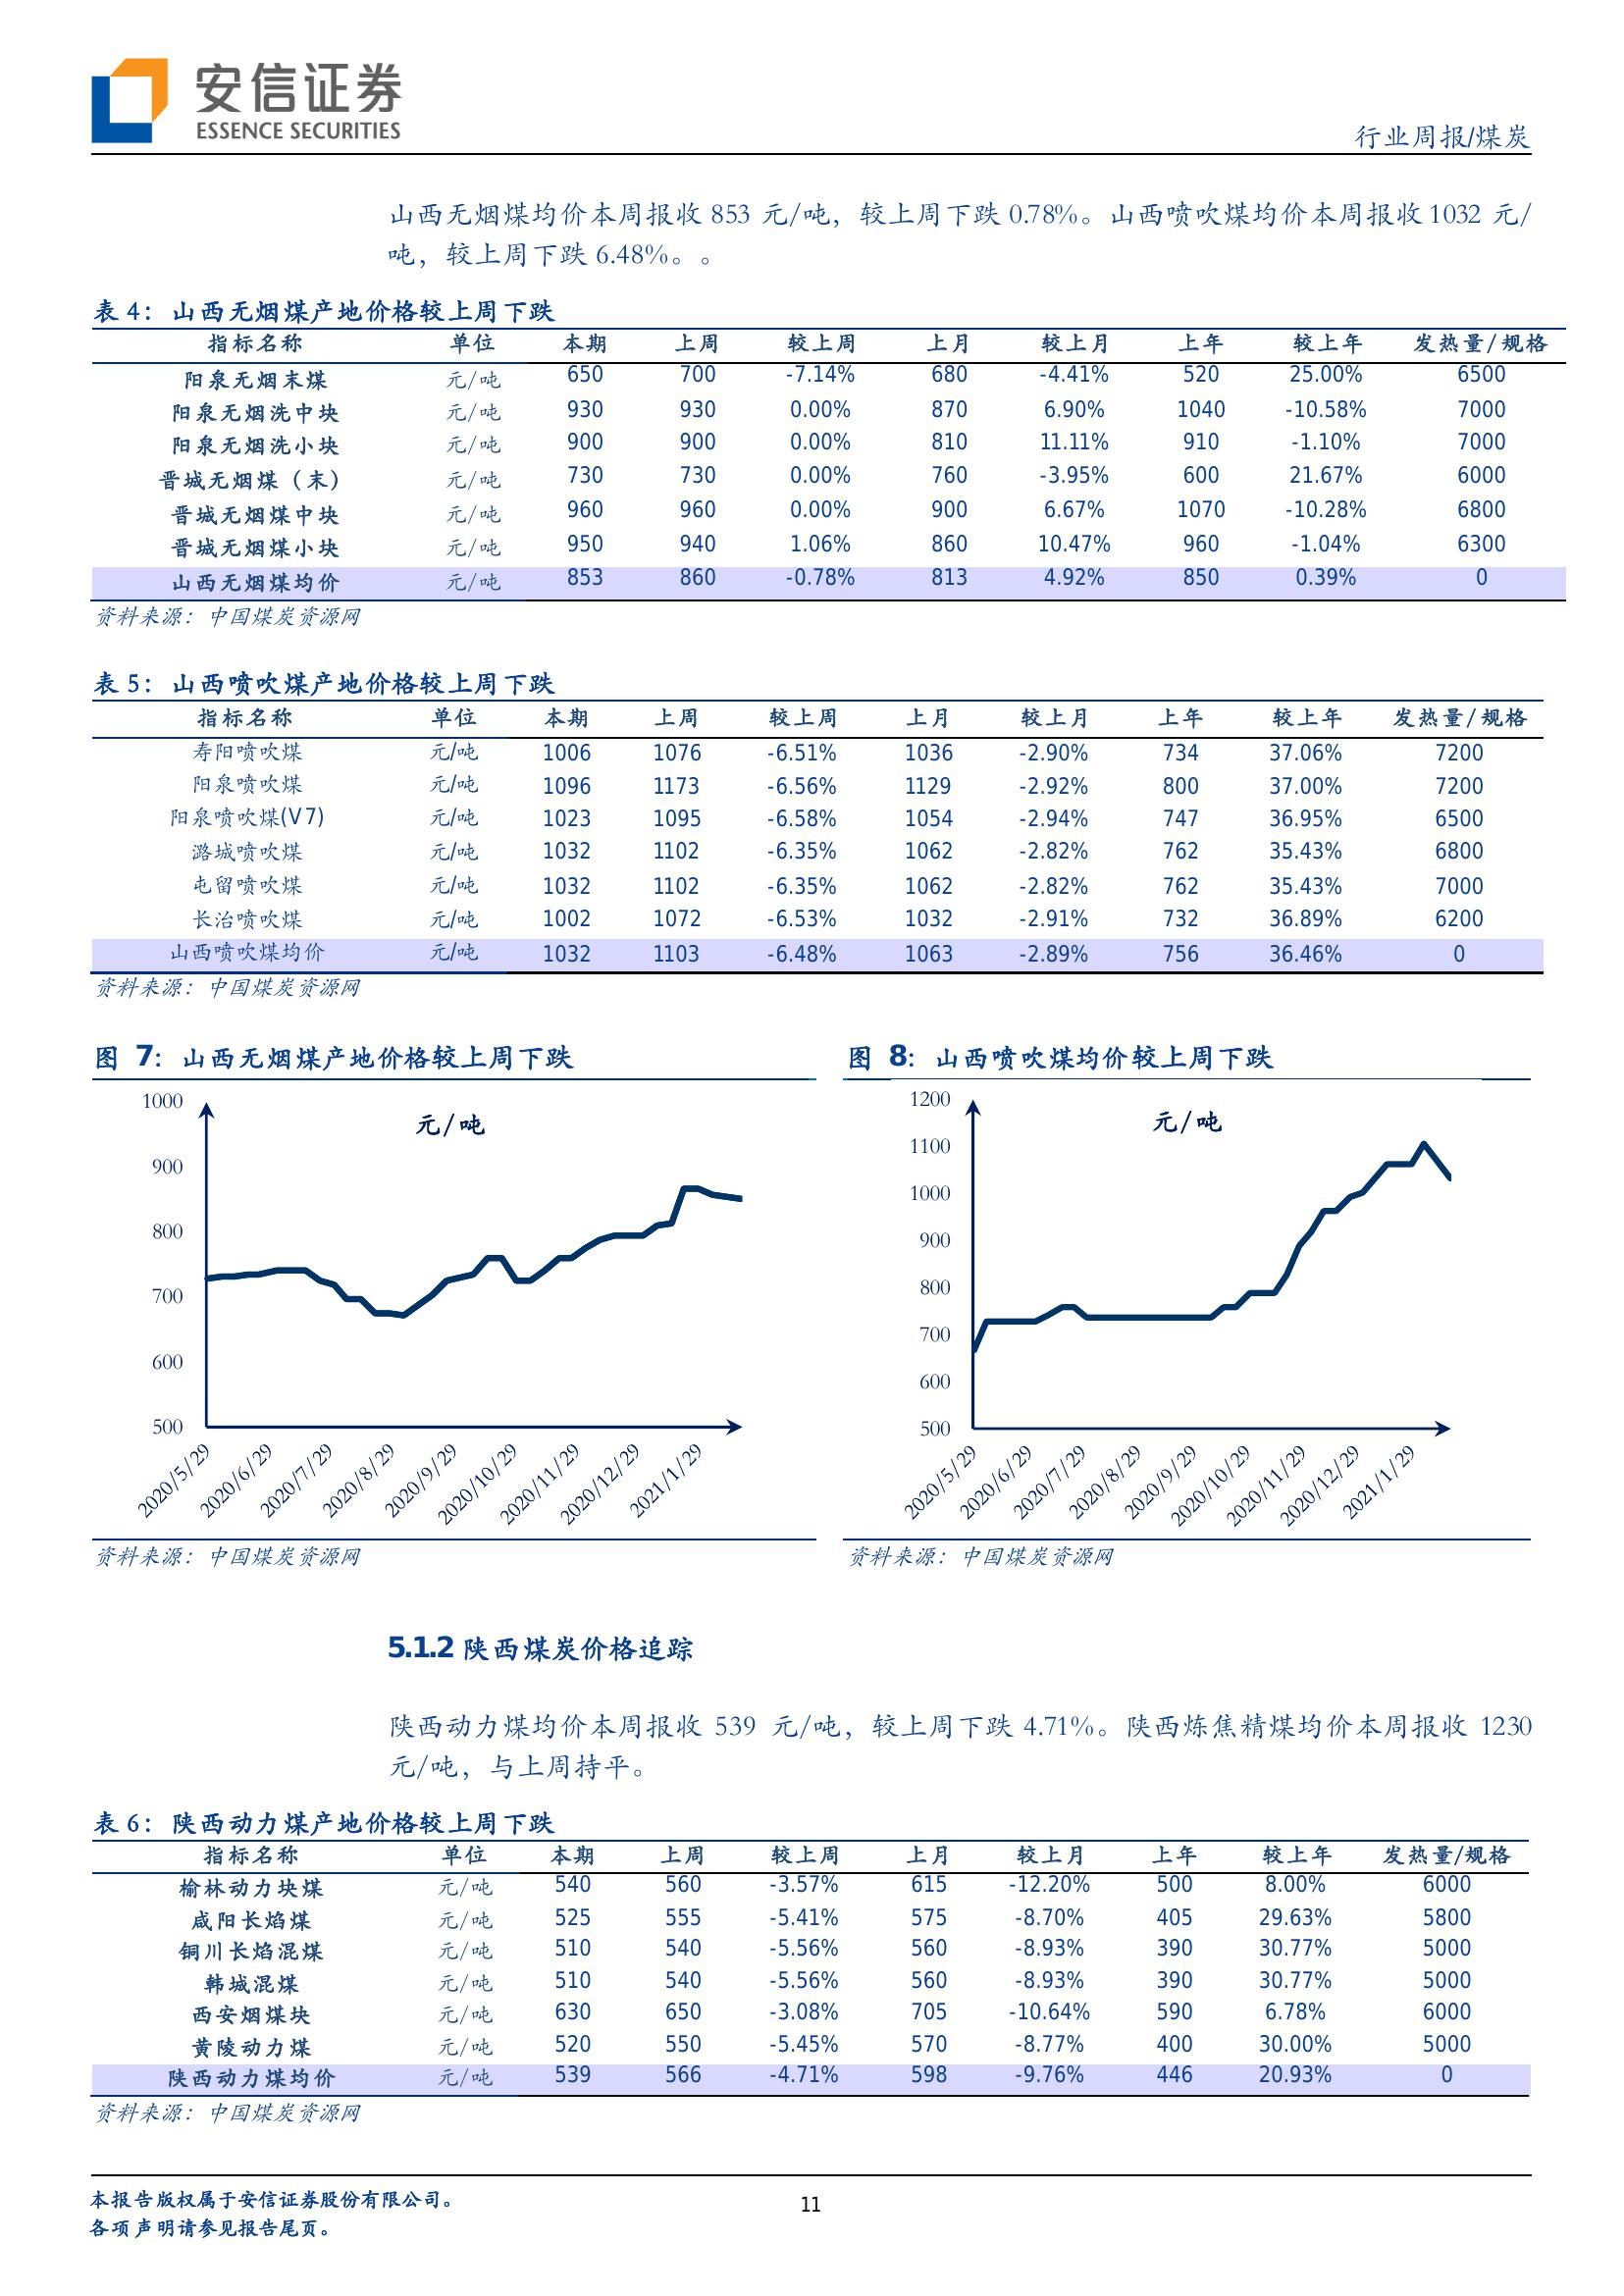 安信证券
ESSENCE SECURITIES
行业周报/煤炭
山西无烟煤均价本周报收 853 元/吨，较上周下跌 0.78%。山西喷吹煤均价本周报收 1032 元/
吨，较上周下跌 6.48%。。
表 4：山西无烟煤产地价格较上周下跌
指标名称 单位 本期 上周 较上周 上月 较上月 上年 较上年 发热量/规格
阳泉无烟末煤 元/吨 650 700 -7.14% 680 -4.41% 520 25.00% 6500
阳泉无烟洗中块 元/吨 930 930 0.00% 870 6.90% 1040 -10.58% 7000
阳泉无烟洗小块 元/吨 900 900 0.00% 810 11.11% 910 -1.10% 7000
晋城无烟煤（末） 元/吨 730 730 0.00% 760 -3.95% 600 21.67% 6000
晋城无烟煤中块 元/吨 960 960 0.00% 900 6.67% 1070 -10.28% 6800
晋城无烟煤小块 元/吨 950 940 1.06% 860 10.47% 960 -1.04% 6300
山西无烟煤均价 元/吨 853 860 -0.78% 813 4.92% 850 0.39% 0
资料来源：中国煤炭资源网
表 5：山西喷吹煤产地价格较上周下跌
指标名称 单位 本期 上周 较上周 上月 较上月 上年 较上年 发热量/规格
寿阳喷吹煤 元/吨 1006 1076 -6.51% 1036 -2.90% 734 37.06% 7200
阳泉喷吹煤 元/吨 1096 1173 -6.56% 1129 -2.92% 800 37.00% 7200
阳泉喷吹煤(V7) 元/吨 1023 1095 -6.58% 1054 -2.94% 747 36.95% 6500
潞城喷吹煤 元/吨 1032 1102 -6.35% 1062 -2.82% 762 35.43% 6800
屯留喷吹煤 元/吨 1032 1102 -6.35% 1062 -2.82% 762 35.43% 7000
长治喷吹煤 元/吨 1002 1072 -6.53% 1032 -2.91% 732 36.89% 6200
山西喷吹煤均价 元/吨 1032 1103 -6.48% 1063 -2.89% 756 36.46% 0
资料来源：中国煤炭资源网
图 7：山西无烟煤产地价格较上周下跌
元/吨
1000
900
800
700
600
500
2020/5/29 2020/6/29 2020/7/29 2020/8/29 2020/9/29 2020/10/29 2020/11/29 2020/12/29 2021/1/29
资料来源：中国煤炭资源网
图 8：山西喷吹煤均价较上周下跌
元/吨
1200
1100
1000
900
800
700
600
500
2020/5/29 2020/6/29 2020/7/29 2020/8/29 2020/9/29 2020/10/29 2020/11/29 2020/12/29 2021/1/29
资料来源：中国煤炭资源网
5.1.2 陕西煤炭价格追踪
陕西动力煤均价本周报收 539 元/吨，较上周下跌 4.71%。陕西炼焦精煤均价本周报收 1230
元/吨，与上周持平。
表 6：陕西动力煤产地价格较上周下跌
指标名称 单位 本期 上周 较上周 上月 较上月 上年 较上年 发热量/规格
榆林动力块煤 元/吨 540 560 -3.57% 615 -12.20% 500 8.00% 6000
咸阳长焰煤 元/吨 525 555 -5.41% 575 -8.70% 405 29.63% 5800
铜川长焰混煤 元/吨 510 540 -5.56% 560 -8.93% 390 30.77% 5000
韩城混煤 元/吨 510 540 -5.56% 560 -8.93% 390 30.77% 5000
西安烟煤块 元/吨 630 650 -3.08% 705 -10.64% 590 6.78% 6000
黄陵动力煤 元/吨 520 550 -5.45% 570 -8.77% 400 30.00% 5000
陕西动力煤均价 元/吨 539 566 -4.71% 598 -9.76% 446 20.93% 0
资料来源：中国煤炭资源网
本报告版权属于安信证券股份有限公司。
各项声明请参见报告尾页。
11